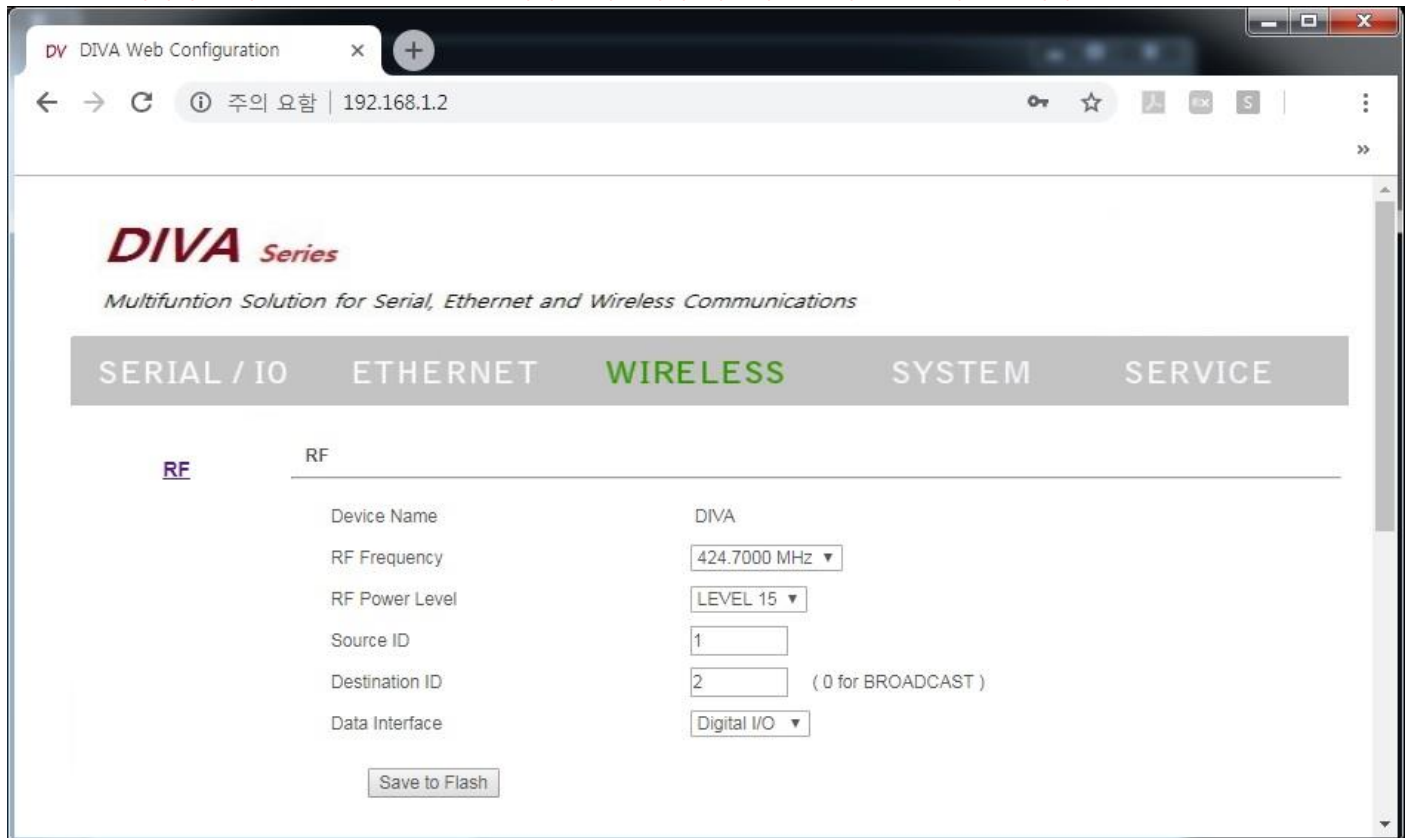 DV DIVA Web Configuration
주의 요함 | 192.168.1.2
DIVA Series
Multifuntion Solution for Serial, Ethernet and Wireless Communications
SERIAL / IO ETHERNET WIRELESS SYSTEM SERVICE
RF
RF
Device Name DIVA
RF Frequency 424.7000 MHz
RF Power Level LEVEL 15
Source ID 1
Destination ID 2 ( 0 for BROADCAST )
Data Interface Digital I/O
Save to Flash